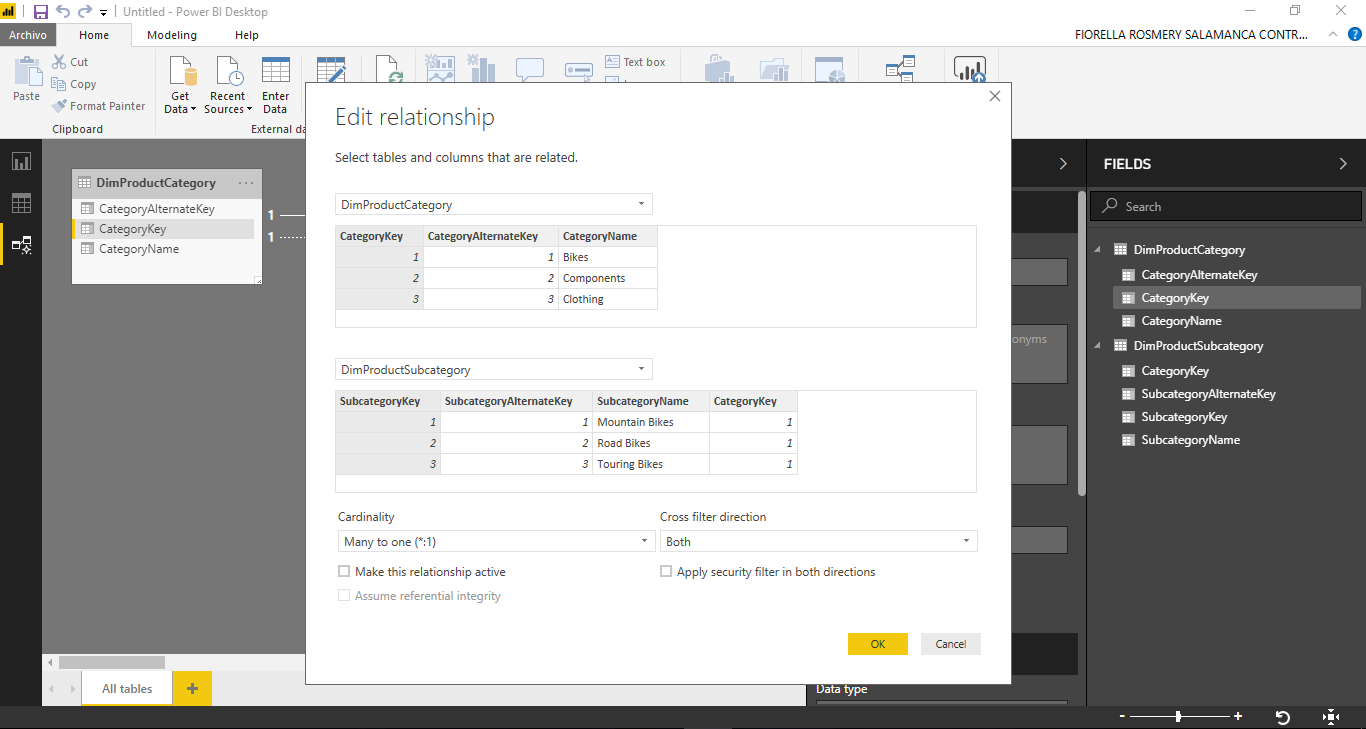 Untitled - Power BI Desktop
Archivo Home Modeling Help
FIORELLA ROSMERY SALAMANCA CONTR...
Paste
Cut
Copy
Format Painter
Clipboard
Get Data
Recent Sources
Enter Data
External da
Text box
Edit relationship
Select tables and columns that are related.
DimProductCategory
CategoryKey CategoryAlternateKey CategoryName
1 1 Bikes
2 2 Components
3 3 Clothing
DimProductSubcategory
SubcategoryKey SubcategoryAlternateKey SubcategoryName CategoryKey
1 1 Mountain Bikes 1
2 2 Road Bikes 1
3 3 Touring Bikes 1
Cardinality
Many to one (*:1)
Cross filter direction
Both
Make this relationship active
Apply security filter in both directions
Assume referential integrity
OK Cancel
DimProductCategory ...
CategoryAlternateKey
CategoryKey
CategoryName
1
1
All tables +
onyms
Data type
FIELDS
Search
DimProductCategory
CategoryAlternateKey
CategoryKey
CategoryName
DimProductSubcategory
CategoryKey
SubcategoryAlternateKey
SubcategoryKey
SubcategoryName
- +